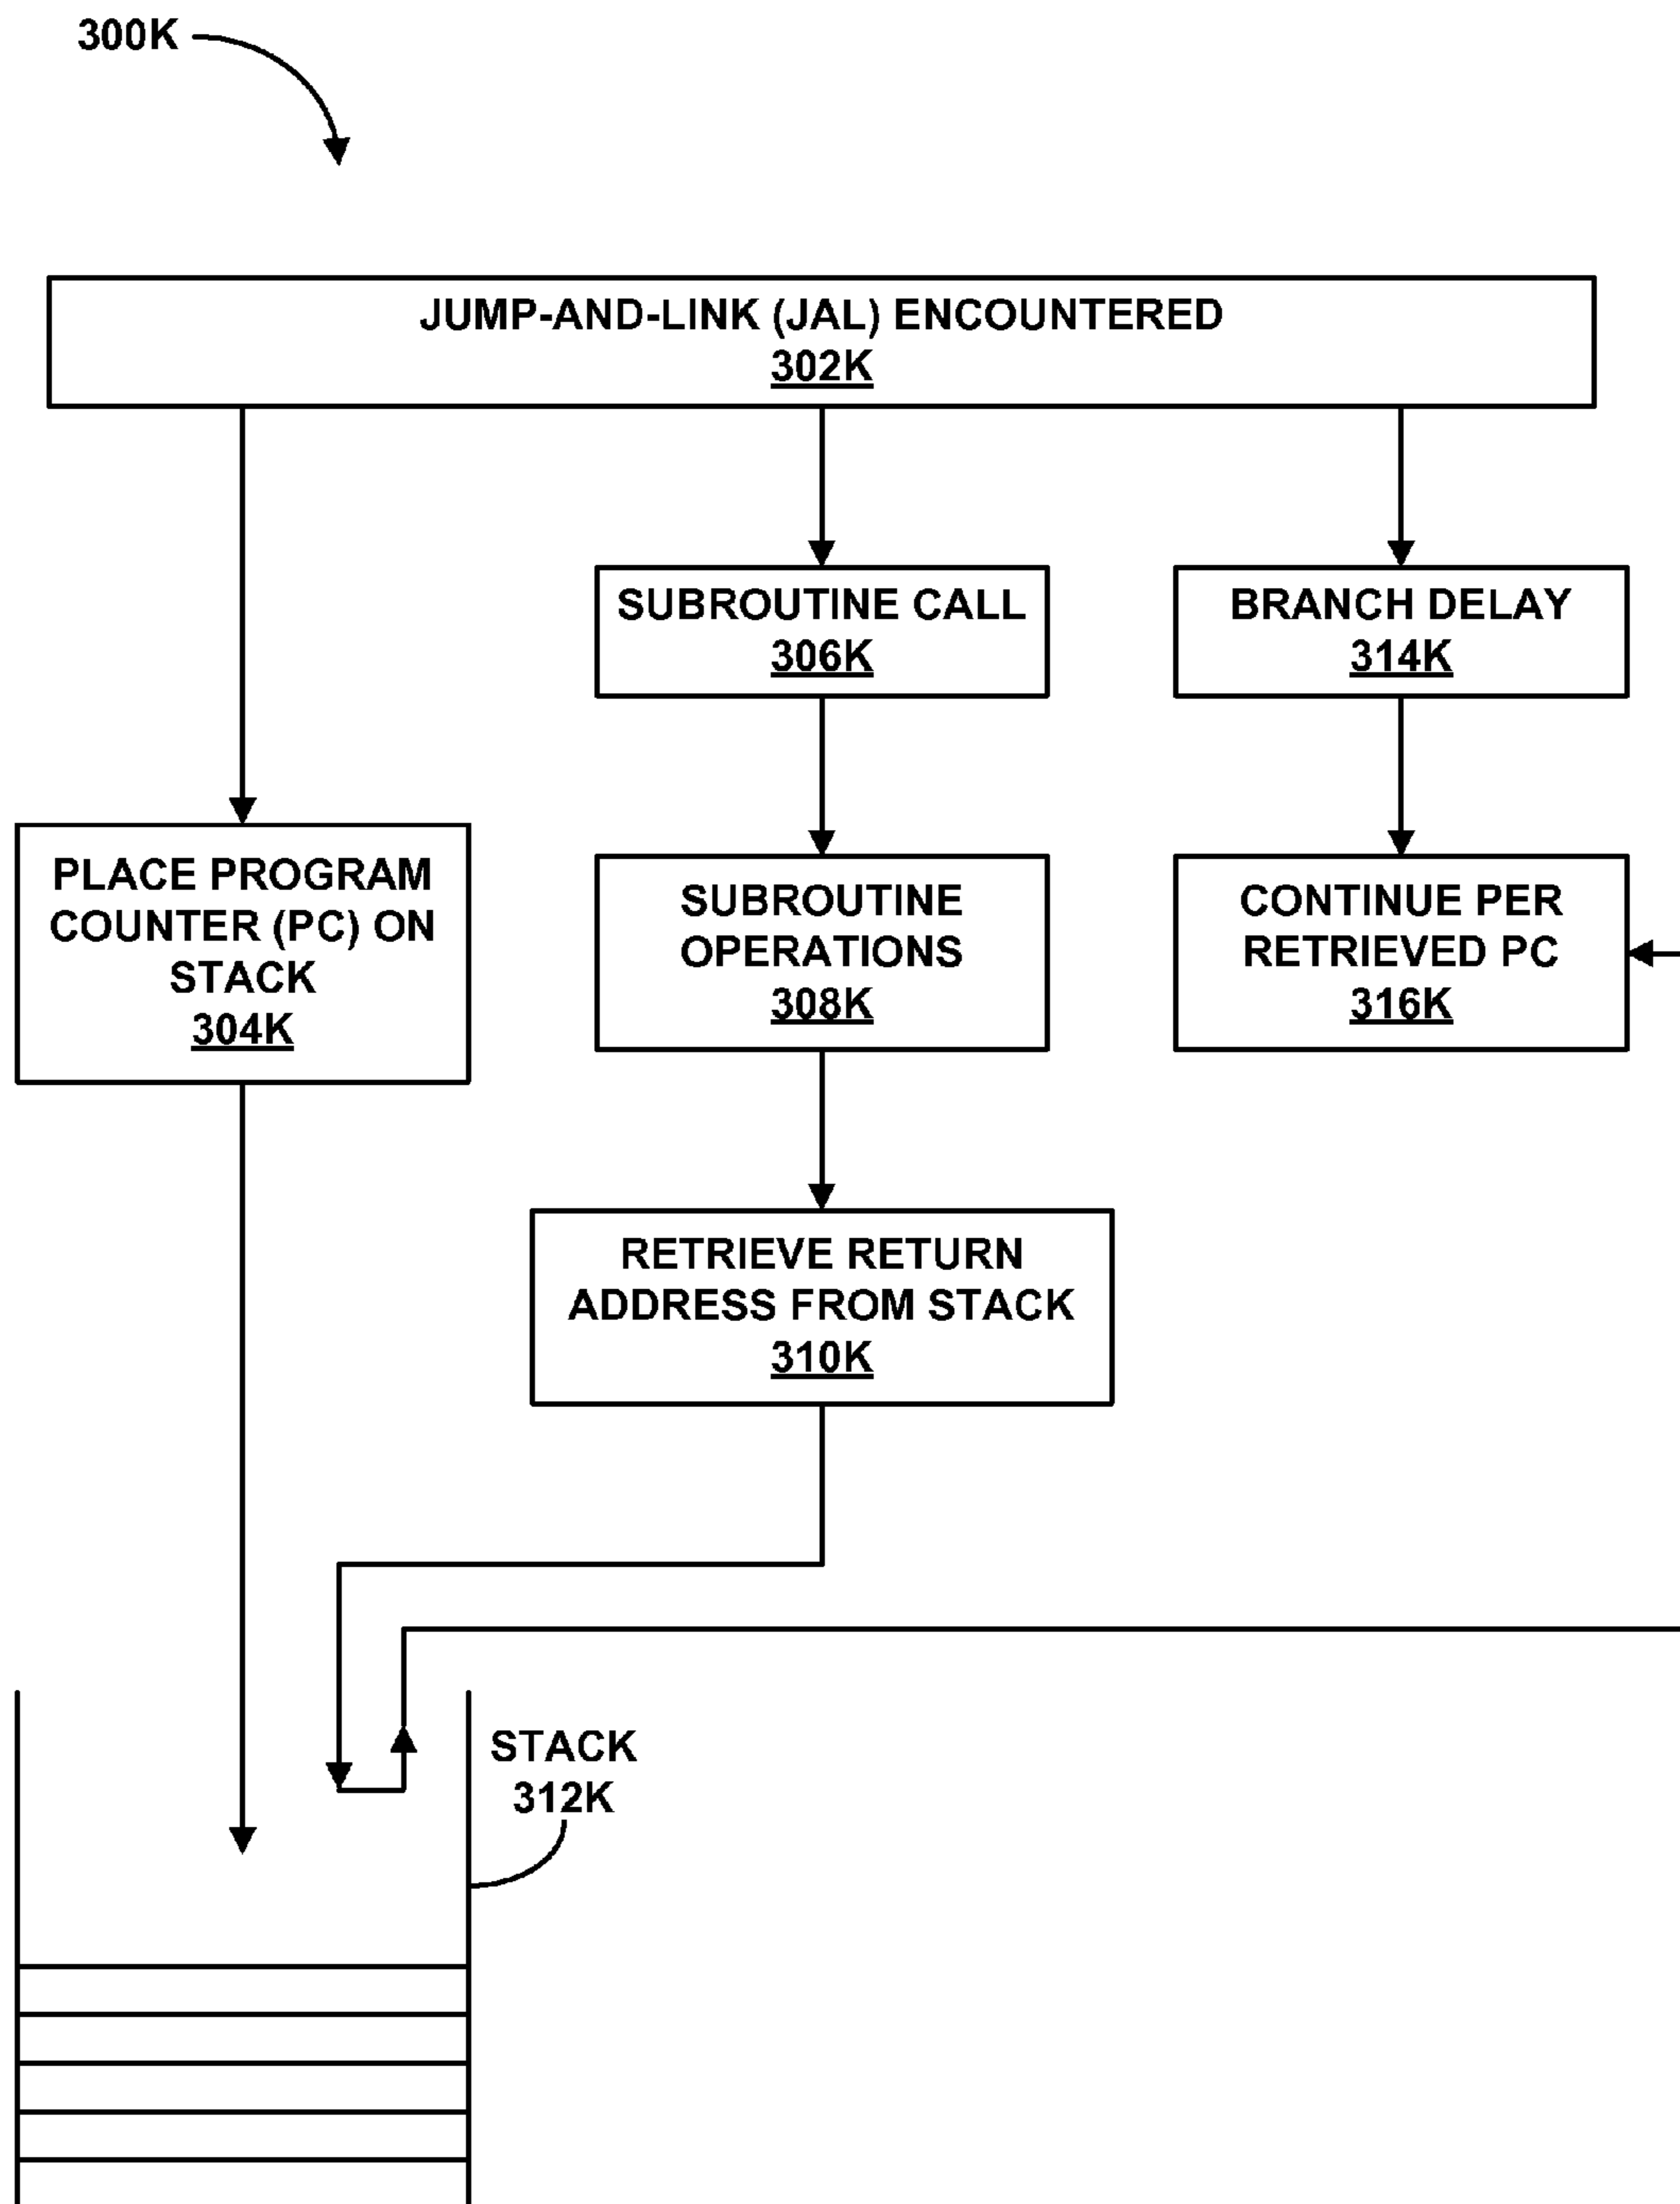 300K
JUMP-AND-LINK (JAL) ENCOUNTERED
302K
SUBROUTINE CALL
306K
BRANCH DELAY
314K
PLACE PROGRAM
COUNTER (PC) ON
STACK
304K
SUBROUTINE
OPERATIONS
308K
CONTINUE PER
RETRIEVED PC
316K
RETRIEVE RETURN
ADDRESS FROM STACK
310K
STACK
312K